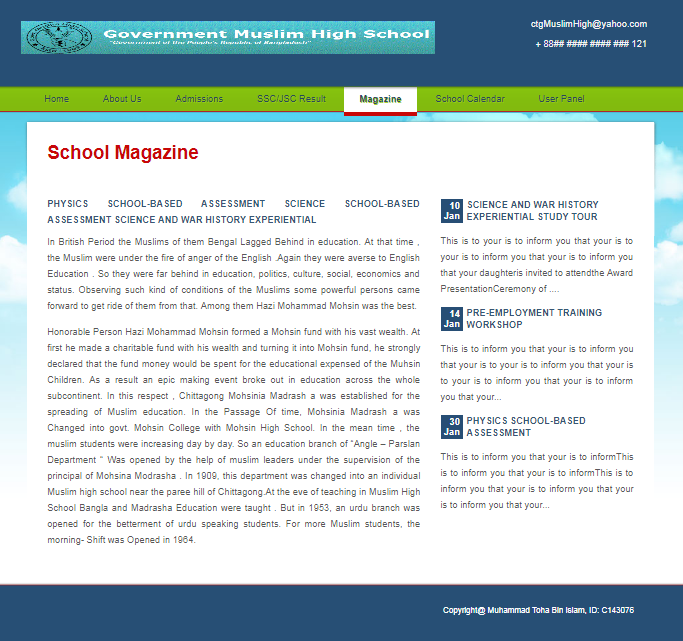 Government Muslim High School
"Government of the People's Republic of Bangladesh"
ctgMuslimHigh@yahoo.com
+ 88## #### #### ### 121
Home About Us Admissions SSC/JSC Result Magazine School Calendar User Panel
School Magazine
PHYSICS SCHOOL-BASED ASSESSMENT SCIENCE SCHOOL-BASED
ASSESSMENT SCIENCE AND WAR HISTORY EXPERIENTIAL
In British Period the Muslims of them Bengal Lagged Behind in education. At that time ,
the Muslim were under the fire of anger of the English .Again they were averse to English
Education . So they were far behind in education, politics, culture, social, economics and
status. Observing such kind of conditions of the Muslims some powerful persons came
forward to get ride of them from that. Among them Hazi Mohammad Mohsin was the best.
Honorable Person Hazi Mohammad Mohsin formed a Mohsin fund with his vast wealth. At
first he made a charitable fund with his wealth and turning it into Mohsin fund, he strongly
declared that the fund money would be spent for the educational expensed of the Muhsin
Children. As a result an epic making event broke out in education across the whole
subcontinent. In this respect , Chittagong Mohsinia Madrash a was established for the
spreading of Muslim education. In the Passage Of time, Mohsinia Madrash a was
Changed into govt. Mohsin College with Mohsin High School. In the mean time , the
muslim students were increasing day by day. So an education branch of "Angle – Parslan
Department " Was opened by the help of muslim leaders under the supervision of the
principal of Mohsina Modrasha . In 1909, this department was changed into an individual
Muslim high school near the paree hill of Chittagong.At the eve of teaching in Muslim High
School Bangla and Madrasha Education were taught . But in 1953, an urdu branch was
opened for the betterment of urdu speaking students. For more Muslim students, the
morning- Shift was Opened in 1964.
10 SCIENCE AND WAR HISTORY
Jan EXPERIENTIAL STUDY TOUR
This is to your is to inform you that your is to
your is to inform you that your is to inform you
that your daughteris invited to attendthe Award
PresentationCeremony of ....
14 PRE-EMPLOYMENT TRAINING
Jan WORKSHOP
This is to inform you that your is to inform you
that your is to your is to inform you that your is
to your is to inform you that your is to inform
you that your...
30 PHYSICS SCHOOL-BASED
Jan ASSESSMENT
This is to inform you that your is to informThis
is to inform you that your is to informThis is to
inform you that your is to inform you that your
is to inform you that your...
Copyright@ Muhammad Toha Bin Islam, ID: C143076